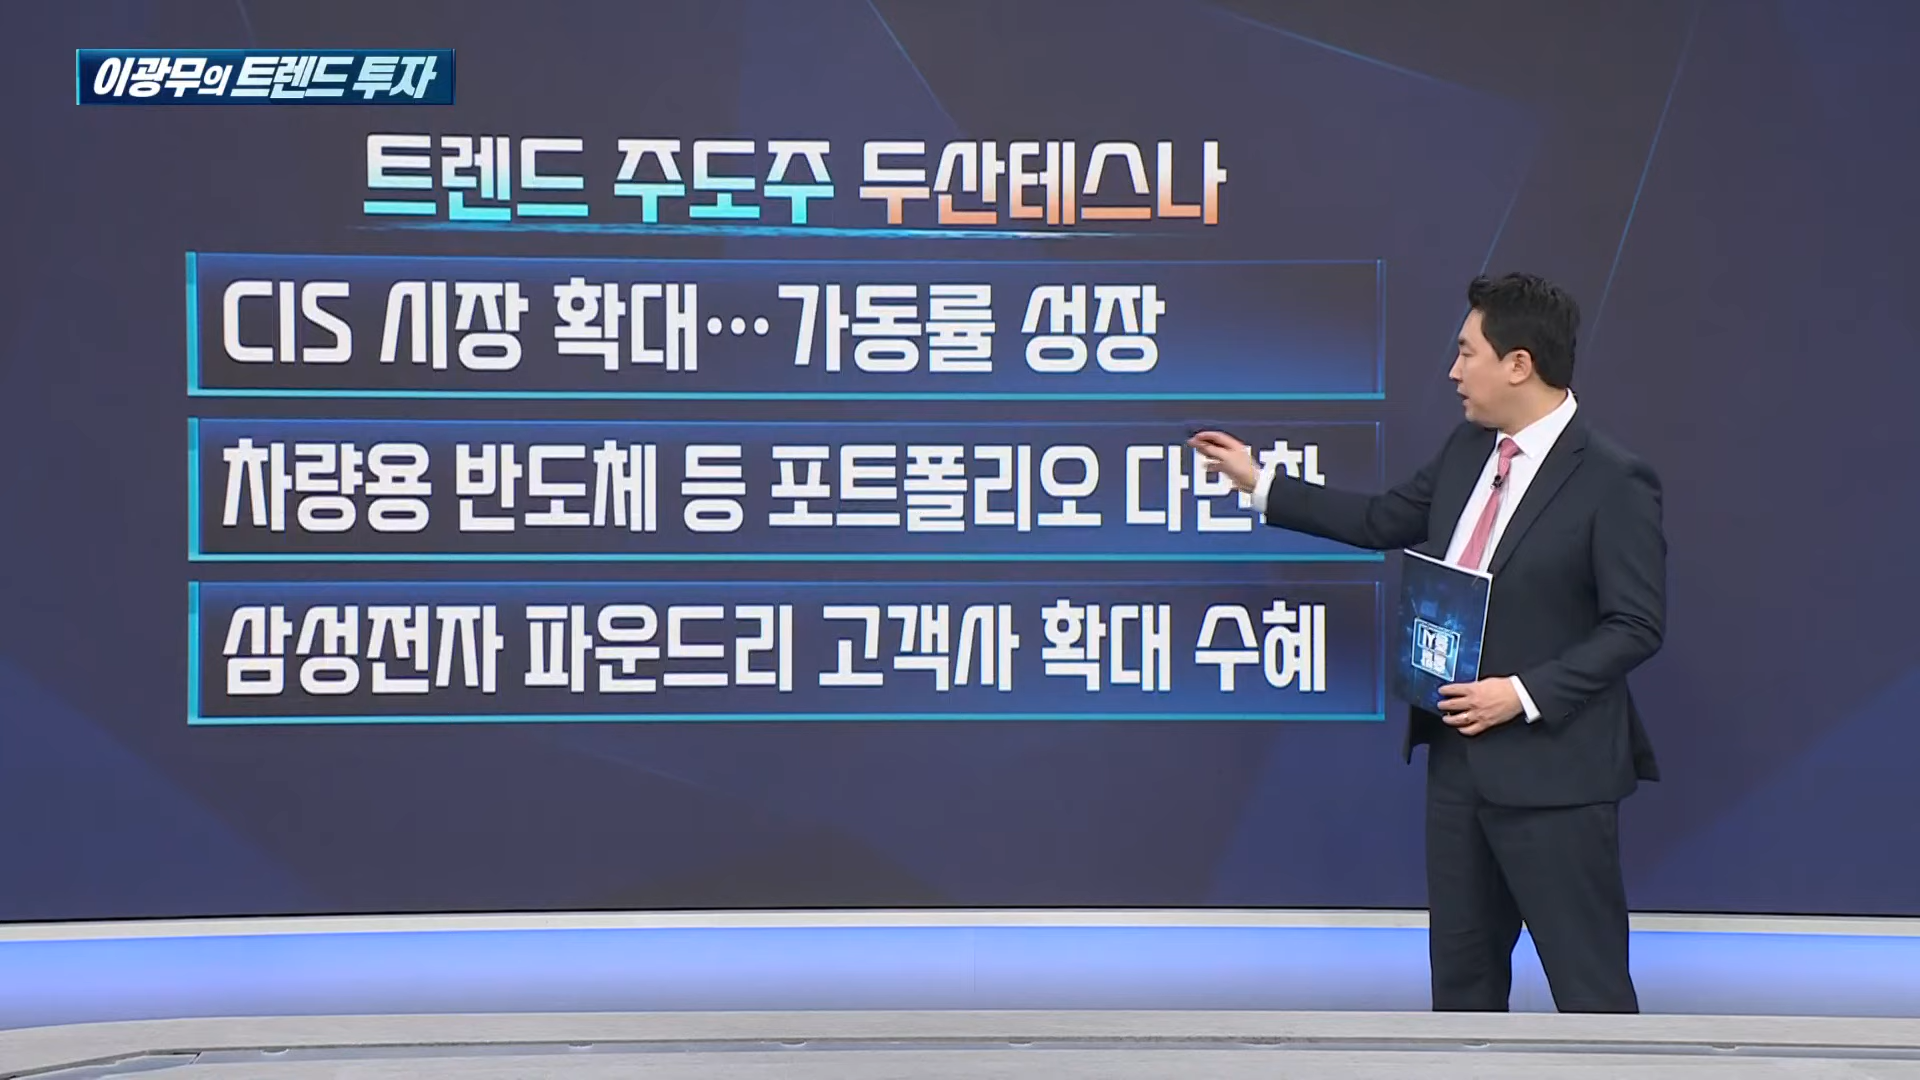 이광무의 트렌드 투자
트렌드 주도주 두산테스나
CIS 시장 확대…가동률 성장
차량용 반도체 등 포트폴리오
삼성전자 파운드리 고객사 확대 수혜